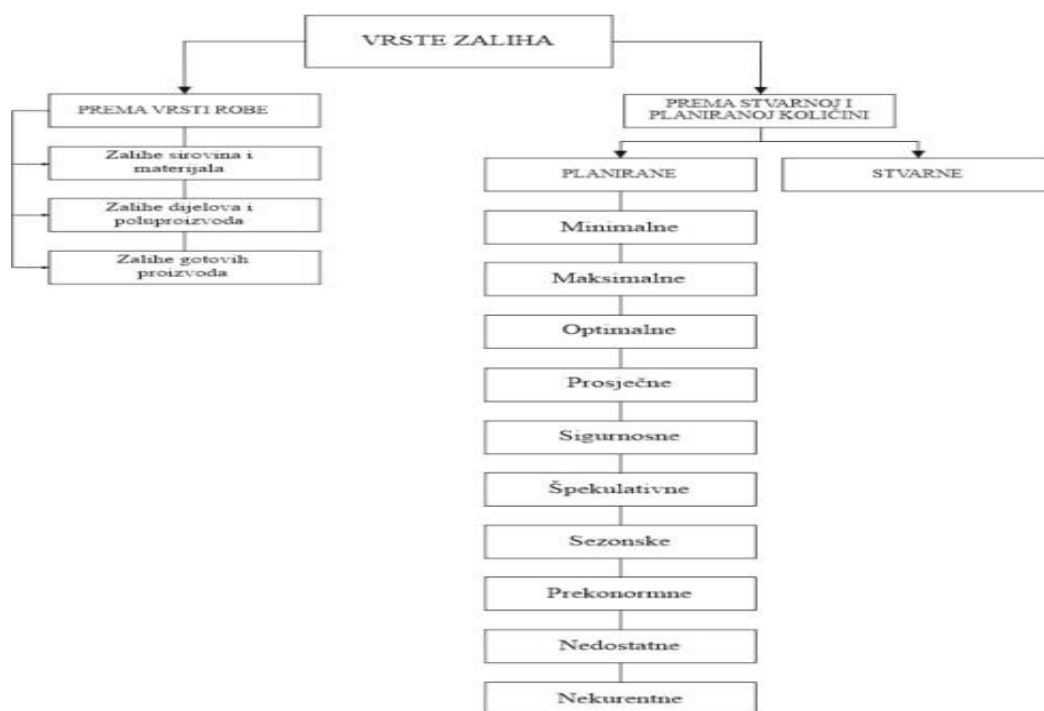 VRSTE ZALIHA
PREMA VRSTI ROBE
Zalihe sirovina i
materijala
Zalihe dijelova i
poluproizvoda
Zalihe gotovih
proizvoda
PREMA STVARNOJ I
PLANIRANOJ KOLIČINI
PLANIRANE
STVARNE
Minimalne
Maksimalne
Optimalne
Prosječne
Sigurnosne
Špekulativne
Sezonske
Prekonormne
Nedostatne
Nekurentne